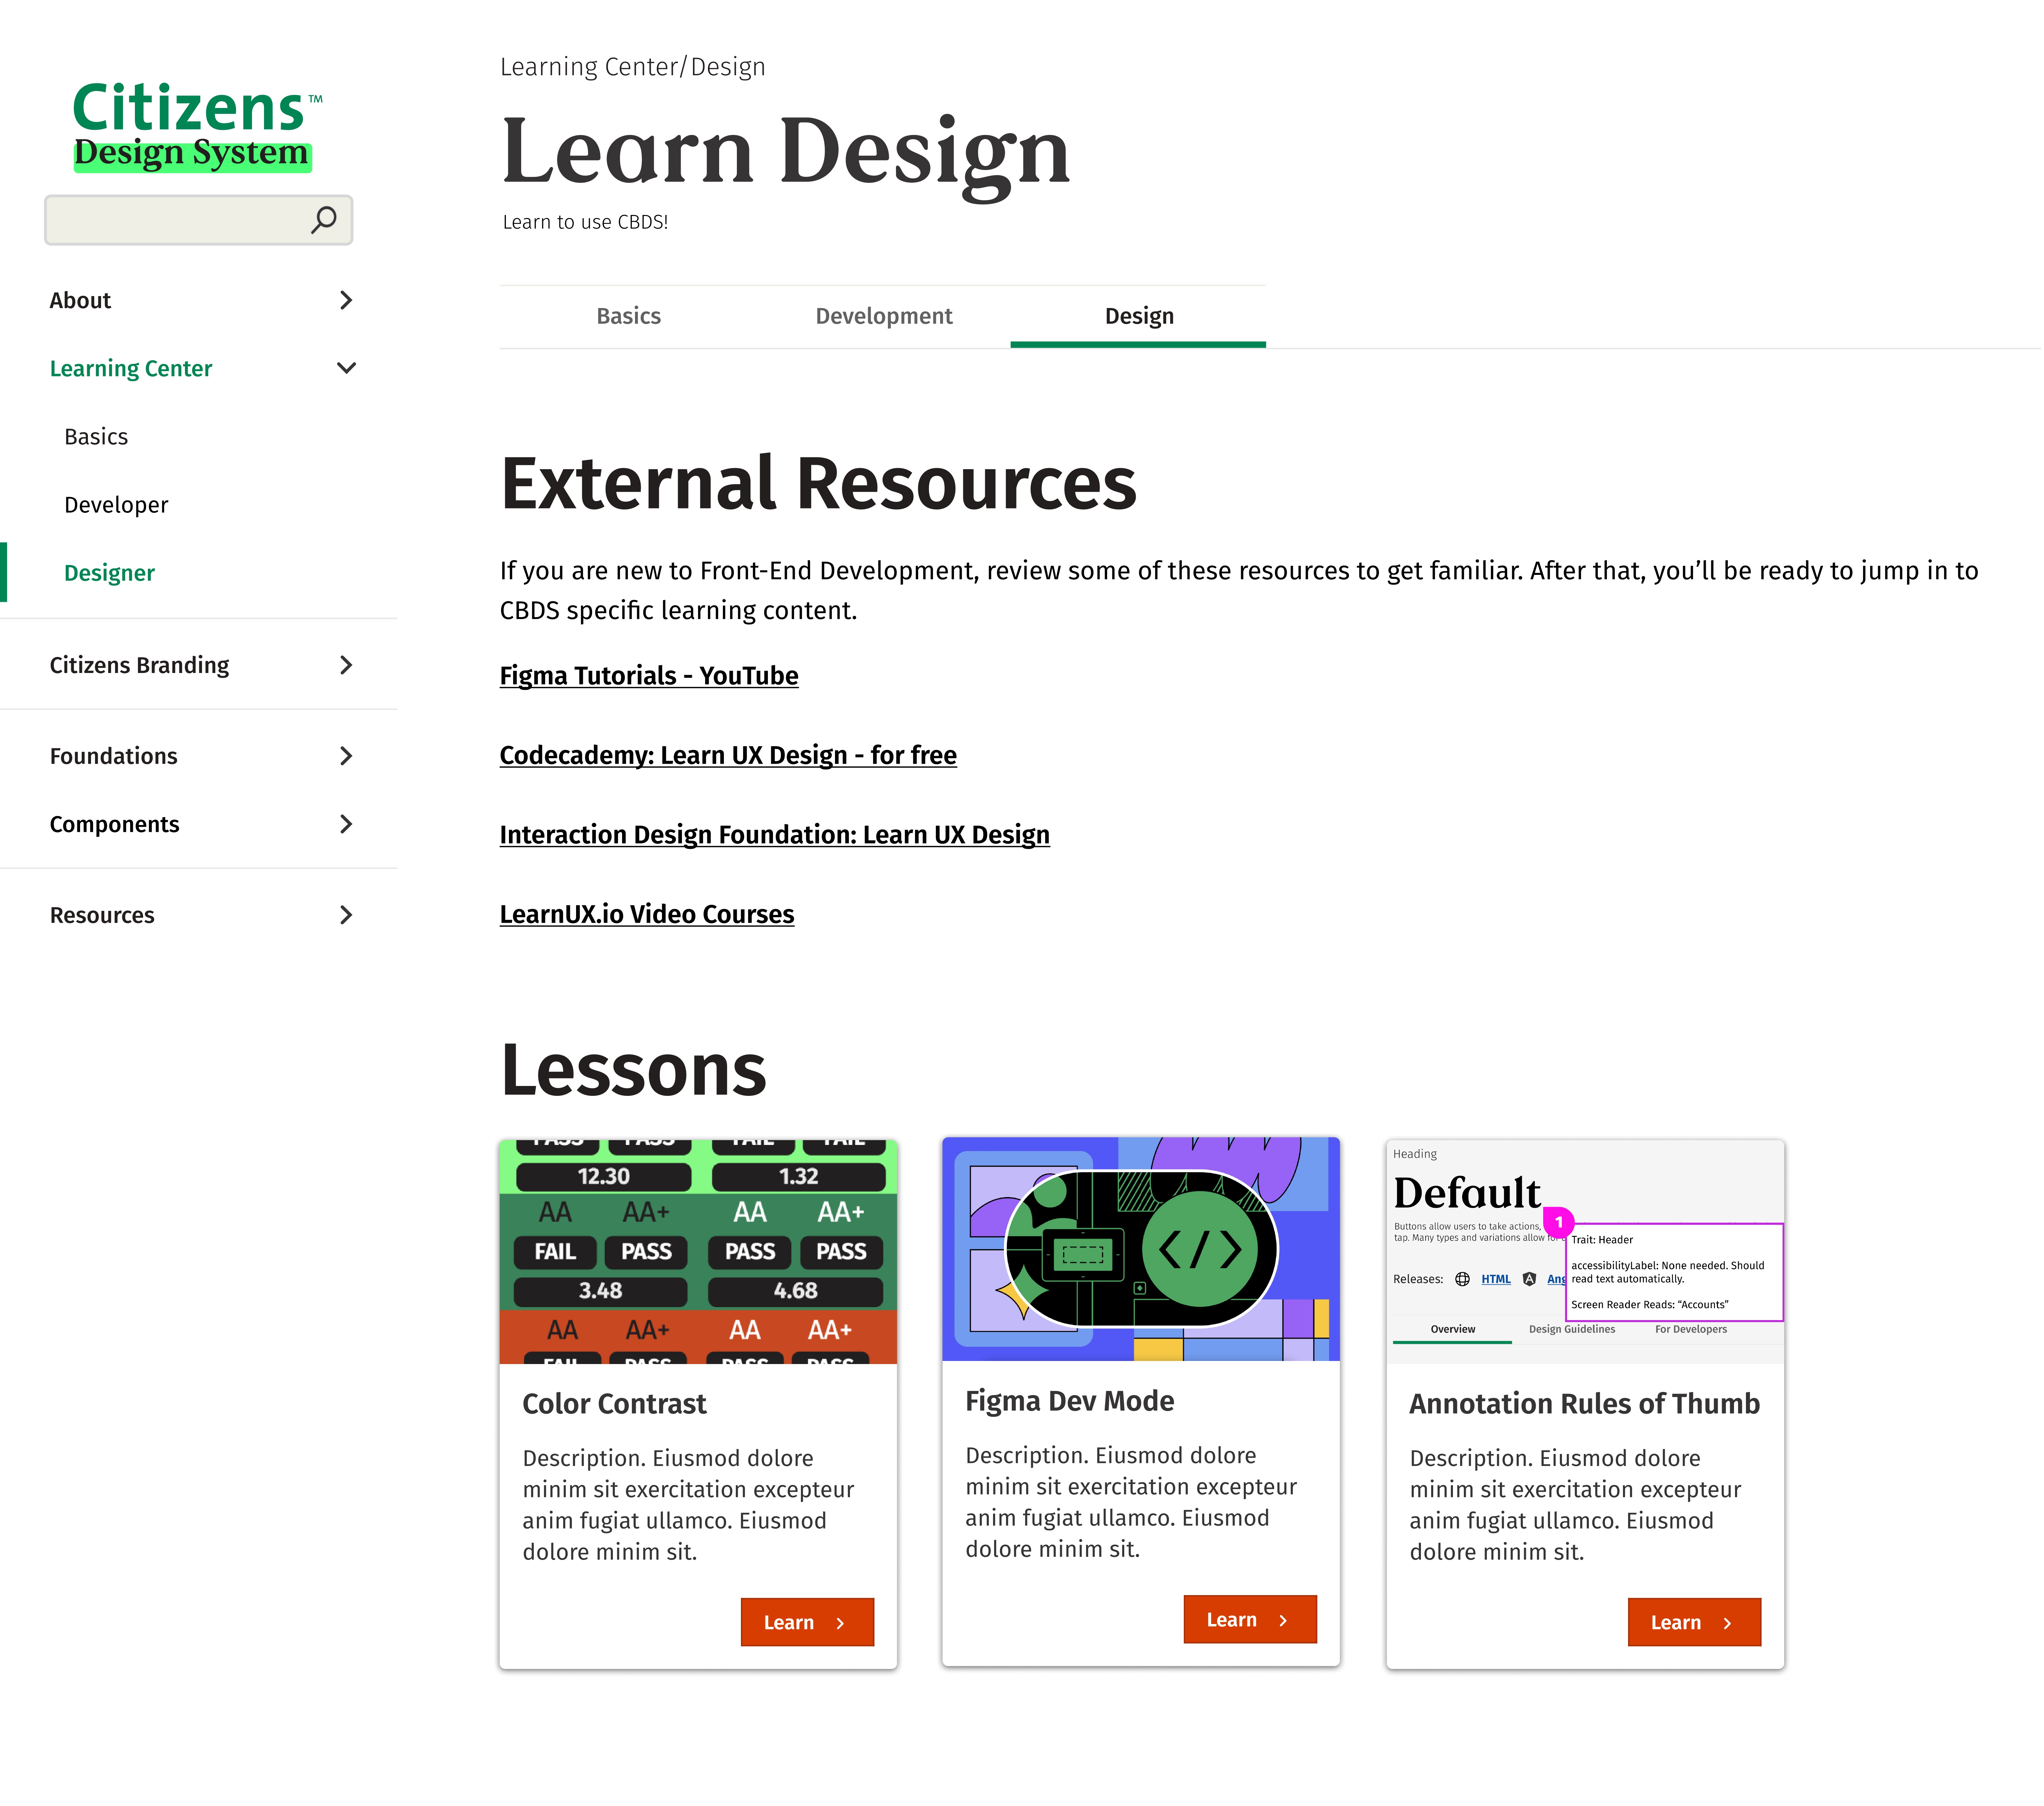 Citizens™
Design System
About
Learning Center
Basics
Developer
Designer
Citizens Branding
Foundations
Components
Resources
Learning Center/Design
Learn Design
Learn to use CBDS!
Basics
Development
Design
External Resources
If you are new to Front-End Development, review some of these resources to get familiar. After that, you’ll be ready to jump in to
CBDS specific learning content.
Figma Tutorials - YouTube
Codecademy: Learn UX Design - for free
Interaction Design Foundation: Learn UX Design
LearnUX.io Video Courses
Lessons
PASS PASS FAIL FAIL
12.30 1.32
AA AA+ AA AA+
FAIL PASS PASS PASS
3.48 4.68
AA AA+ AA AA+
FAIL PASS PASS PASS
Color Contrast
Description. Eiusmod dolore
minim sit exercitation excepteur
anim fugiat ullamco. Eiusmod
dolore minim sit.
Learn
</>
Figma Dev Mode
Description. Eiusmod dolore
minim sit exercitation excepteur
anim fugiat ullamco. Eiusmod
dolore minim sit.
Learn
Heading
Default
Buttons allow users to take actions,
tap. Many types and variations allow for
1
Trait: Header
accessibilityLabel: None needed. Should
read text automatically.
Screen Reader Reads: “Accounts”
Releases: HTML A Ang
Overview Design Guidelines For Developers
Annotation Rules of Thumb
Description. Eiusmod dolore
minim sit exercitation excepteur
anim fugiat ullamco. Eiusmod
dolore minim sit.
Learn